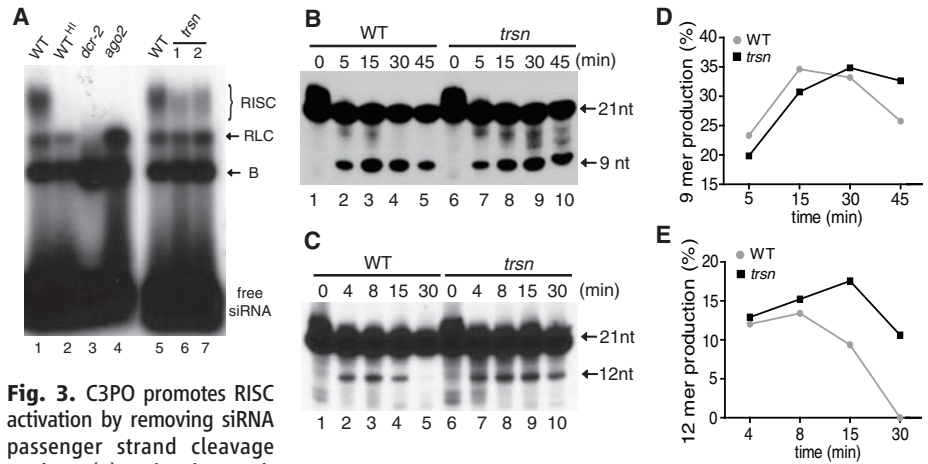 A
WT
WT Hi
dcr-2
ago2
WT
trsn
1 2
RISC
RLC
B
free
siRNA
1 2 3 4 5 6 7
B
WT trsn
0 5 15 30 45 0 5 15 30 45 (min)
21nt
9 nt
1 2 3 4 5 6 7 8 9 10
C
WT trsn
0 4 8 15 30 0 4 8 15 30 (min)
21nt
12nt
1 2 3 4 5 6 7 8 9 10
D
WT
trsn
9 mer production (%)
40
35
30
25
20
15
5 15 30 45
time (min)
E
WT
trsn
12 mer production (%)
20
15
10
5
0
4 8 15 30
time (min)
Fig. 3. C3PO promotes RISC
activation by removing siRNA
passenger strand cleavage